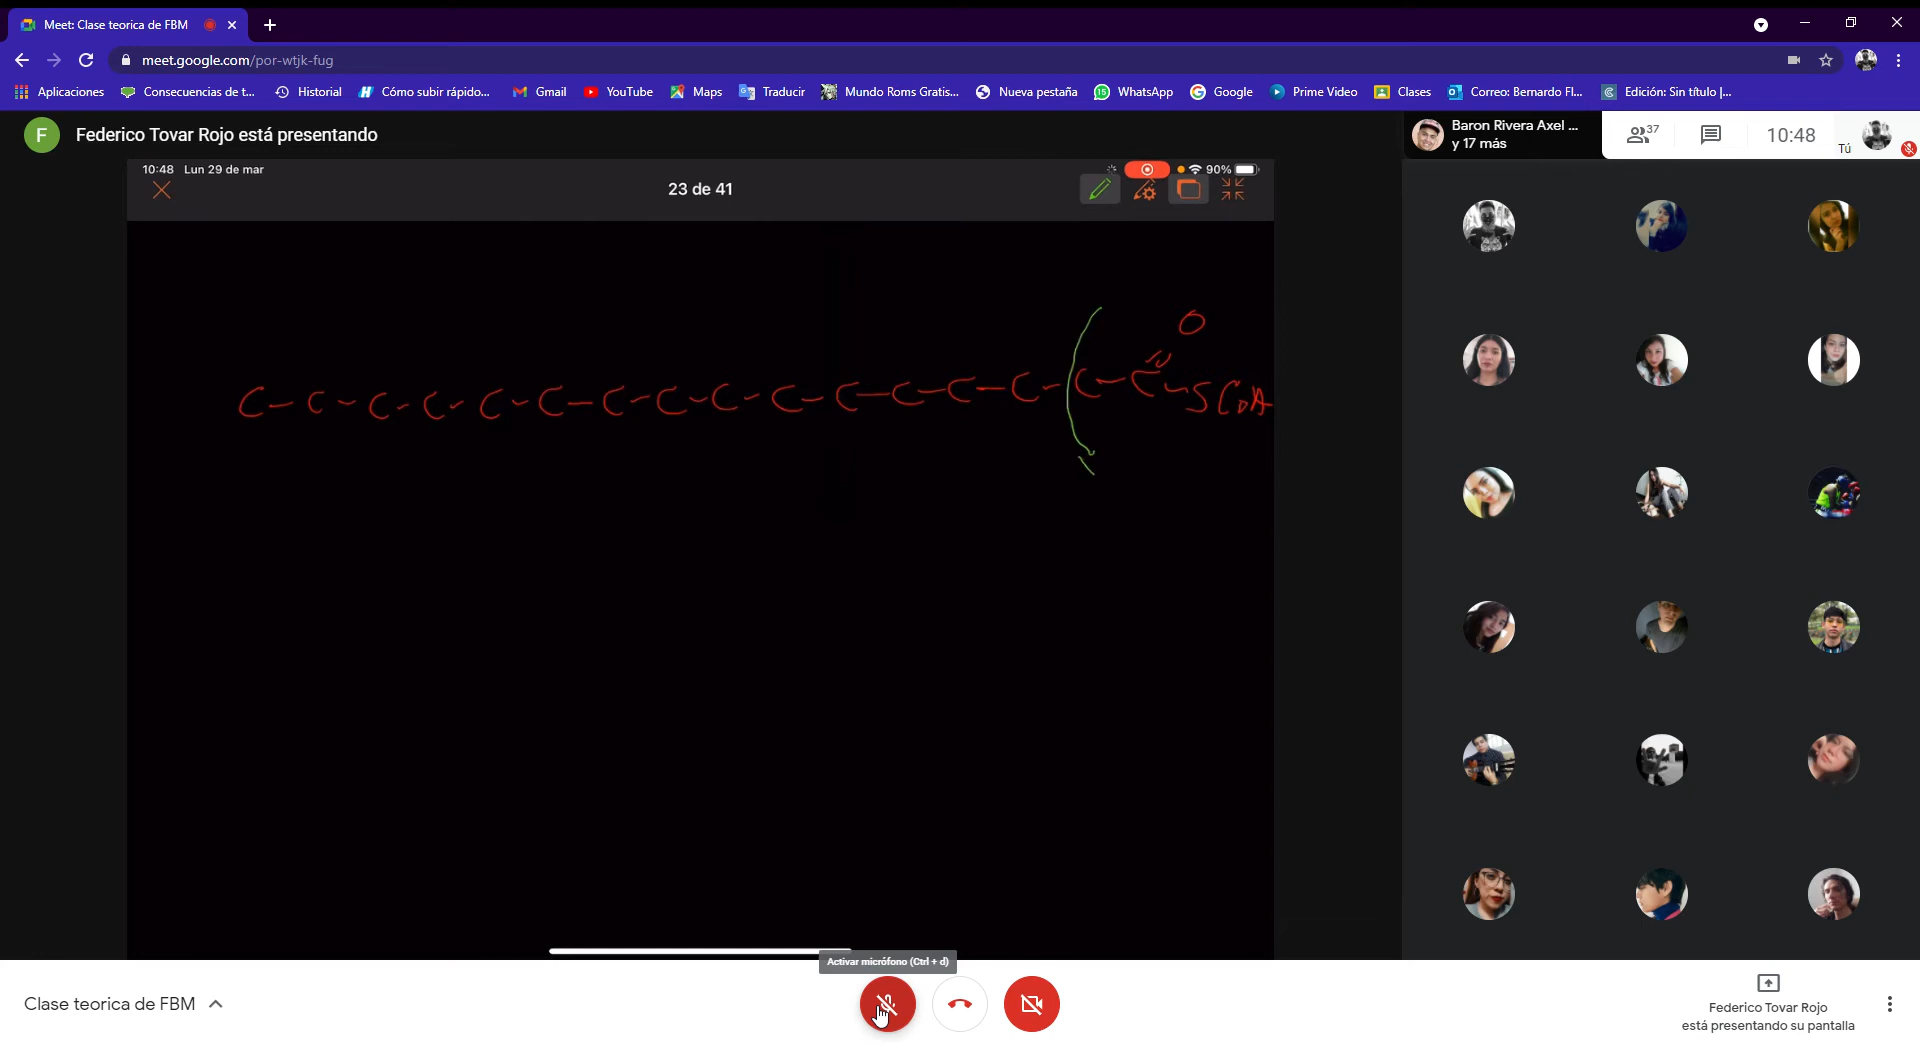 Meet: Clase teorica de FBM
meet.google.com/por-wtjk-fug
Aplicaciones Consecuencias de t... Historial Cómo subir rápido... Gmail YouTube Maps Traducir Mundo Roms Gratis... Nueva pestaña WhatsApp Google Prime Video Clases Correo: Bernardo Fl... Edición: Sin título |...
F Federico Tovar Rojo está presentando
Baron Rivera Axel ...
y 17 más
37
10:48
Tú
10:48 Lun 29 de mar
90%
23 de 41
O
C-C-C-C-C-C-C-C-C-C-C-C-C-C-C-C~SCoA
Activar micrófono (Ctrl + d)
Clase teorica de FBM
Federico Tovar Rojo
está presentando su pantalla